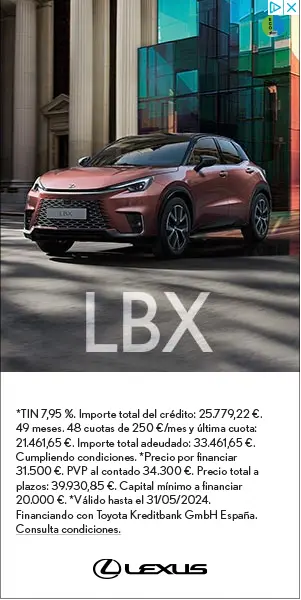 ECO
LBX
LBX
*TIN 7,95 %. Importe total del crédito: 25.779,22 €.
49 meses. 48 cuotas de 250 €/mes y última cuota:
21.461,65 €. Importe total adeudado: 33.461,65 €.
Cumpliendo condiciones. *Precio por financiar
31.500 €. PVP al contado 34.300 €. Precio total a
plazos: 39.930,85 €. Capital mínimo a financiar
20.000 €. *Válido hasta el 31/05/2024.
Financiando con Toyota Kreditbank GmbH España.
Consulta condiciones.
LEXUS